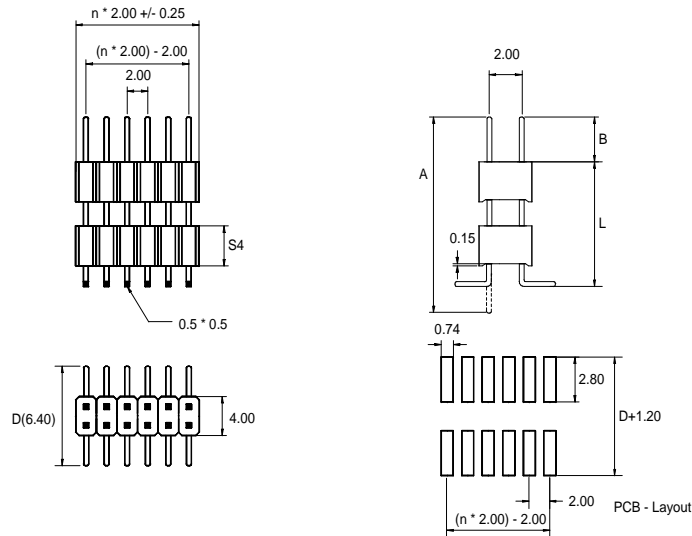 n * 2.00 +/- 0.25
(n * 2.00) - 2.00
2.00
S4
0.5 * 0.5
2.00
A
B
L
0.15
D(6.40)
4.00
0.74
2.80
D+1.20
2.00
(n * 2.00) - 2.00
PCB - Layout